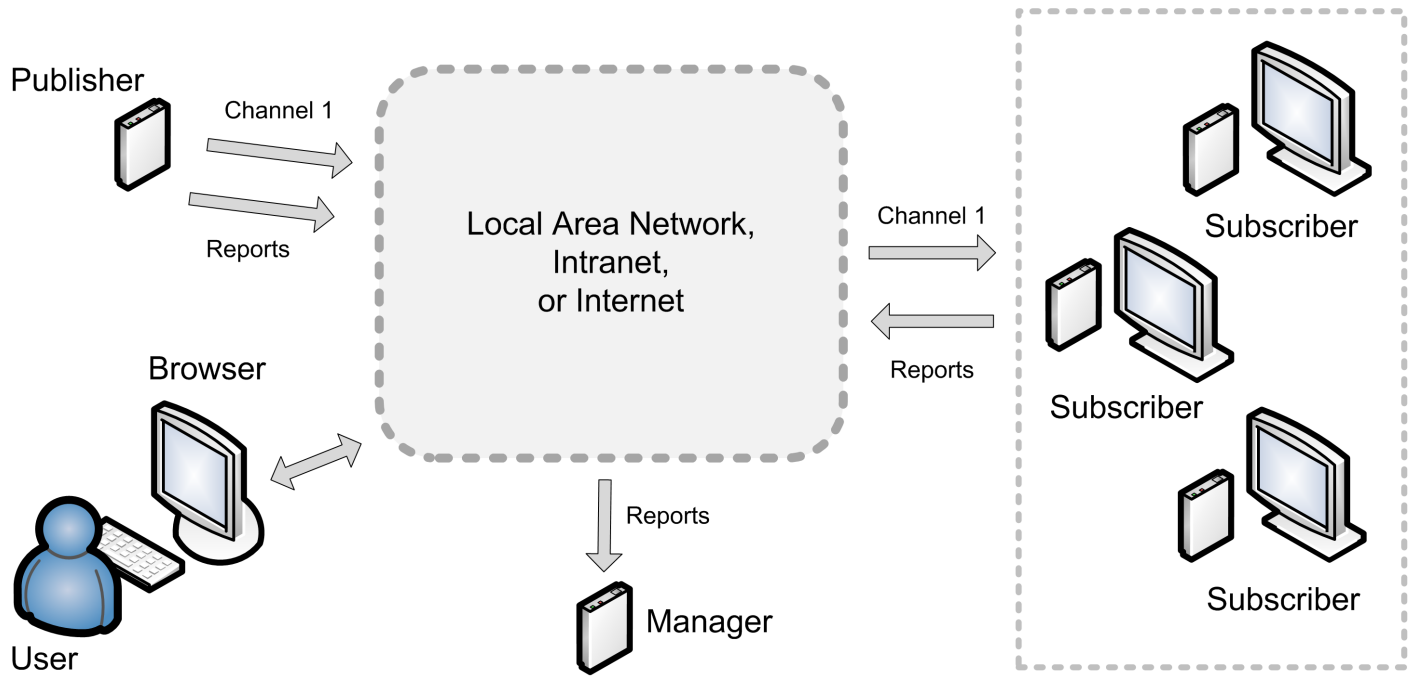 Publisher
Channel 1
Reports
Local Area Network,
Intranet,
or Internet
Channel 1
Reports
Subscriber
Subscriber
Subscriber
Browser
User
Reports
Manager